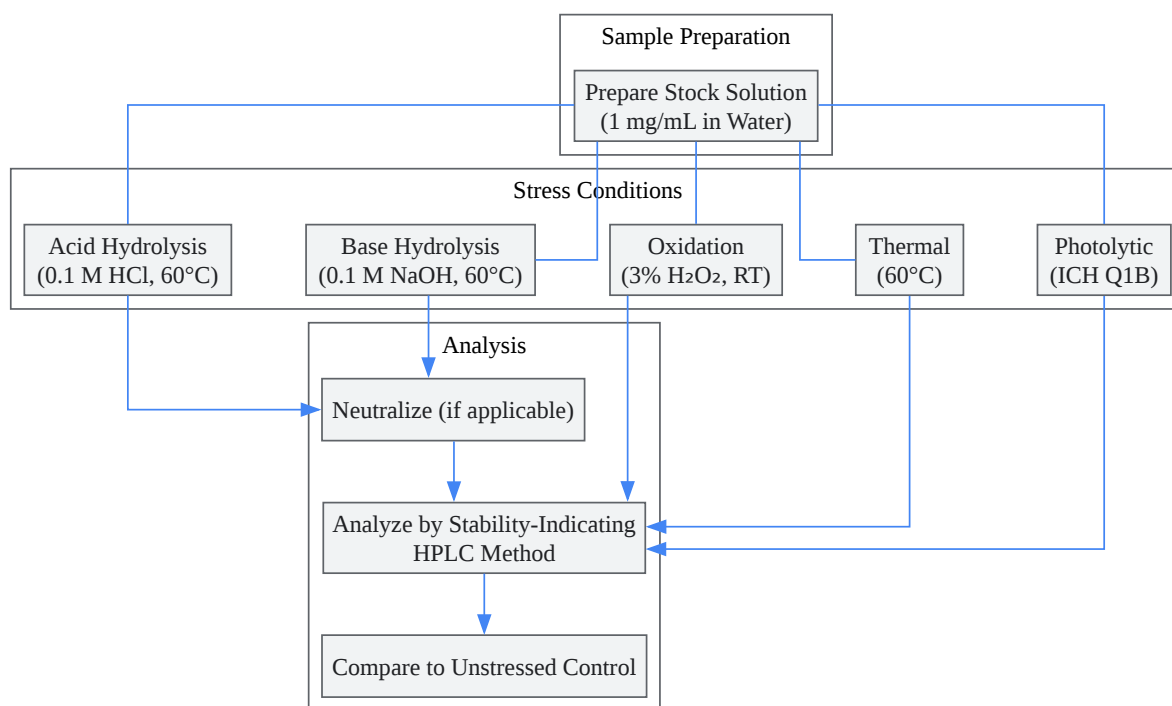 Sample Preparation
Prepare Stock Solution
(1 mg/mL in Water)
Stress Conditions
Acid Hydrolysis
(0.1 M HCl, 60°C)
Base Hydrolysis
(0.1 M NaOH, 60°C)
Oxidation
(3% H₂O₂, RT)
Thermal
(60°C)
Photolytic
(ICH Q1B)
Analysis
Neutralize (if applicable)
Analyze by Stability-Indicating
HPLC Method
Compare to Unstressed Control